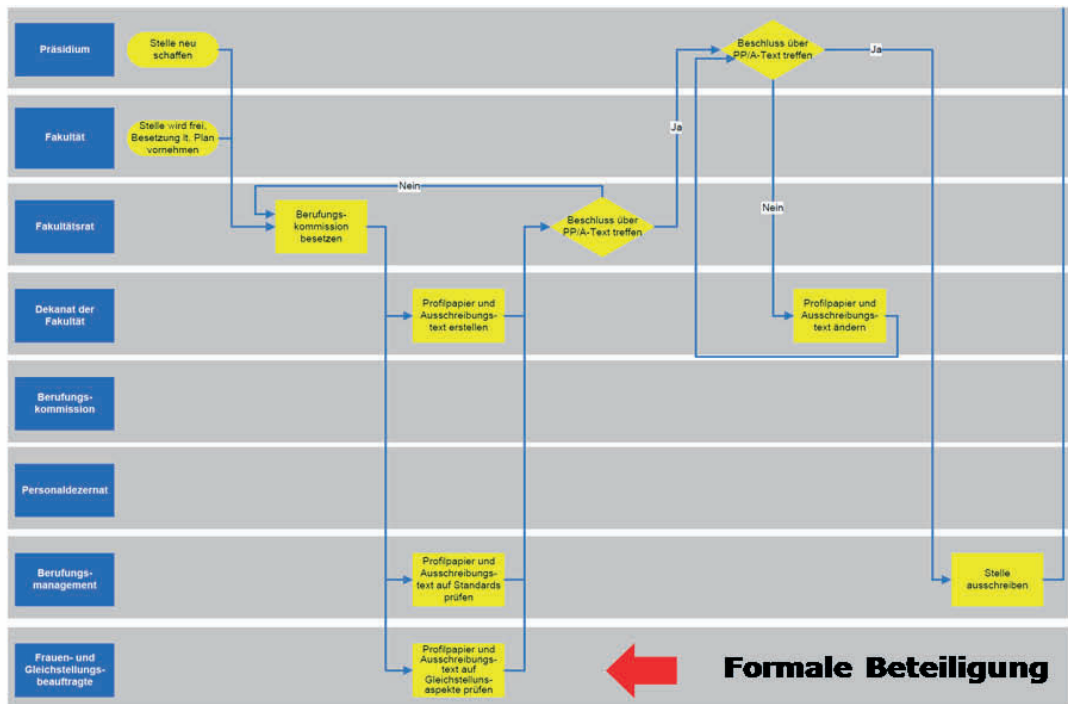 Präsidium
Stelle neu
schaffen
Beschluss über
PP/A-Text treffen
Ja
Fakultät
Stelle wird frei,
Besetzung lt. Plan
vornehmen
Ja
Nein
Fakultätsrat
Berufungs-
kommission
besetzen
Beschluss über
PP/A-Text treffen
Nein
Dekanat der
Fakultät
Profilpapier und
Ausschreibungs-
text erstellen
Profilpapier und
Ausschreibungs-
text ändern
Berufungs-
kommission
Personaldezernat
Berufungs-
management
Profilpapier und
Ausschreibungs-
text auf Standards
prüfen
Stelle
ausschreiben
Frauen- und
Gleichstellungs-
beauftragte
Profilpapier und
Ausschreibungs-
text auf
Gleichstellunsg-
aspekte prüfen
Formale Beteiligung